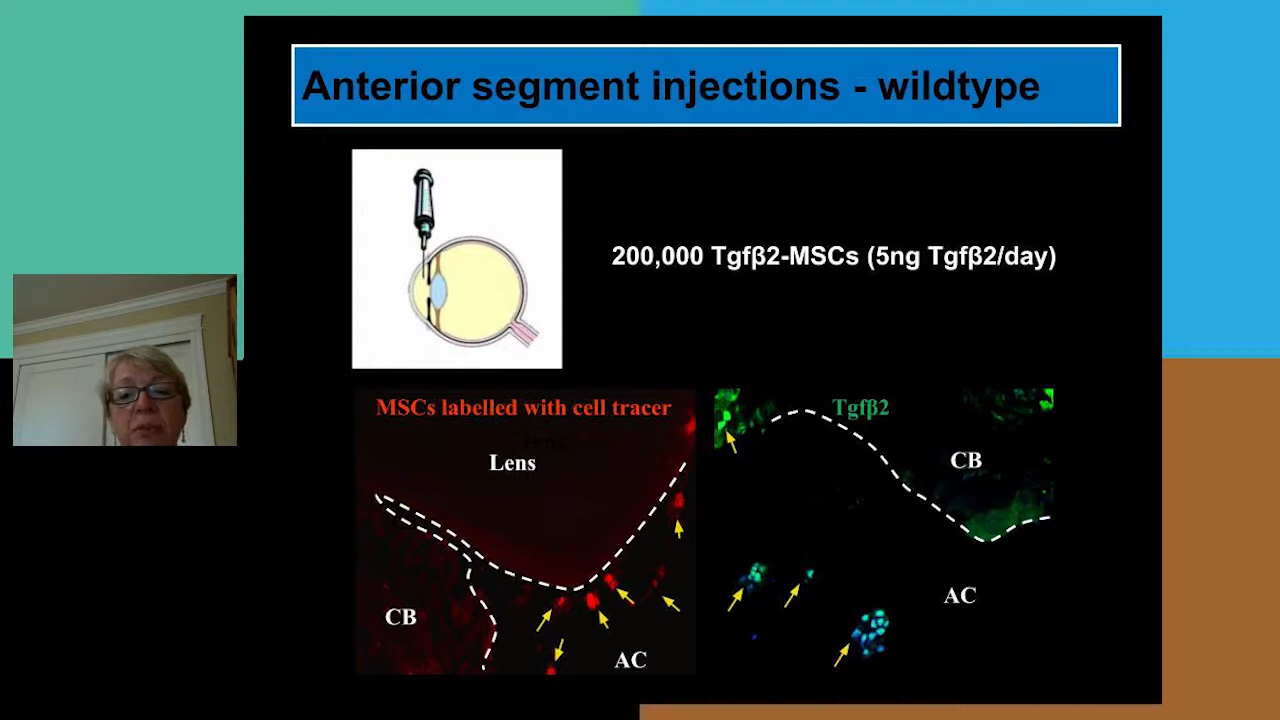 Anterior segment injections - wildtype
200,000 Tgfβ2-MSCs (5ng Tgfβ2/day)
MSCs labelled with cell tracer
Lens
CB
AC
Tgfβ2
CB
AC